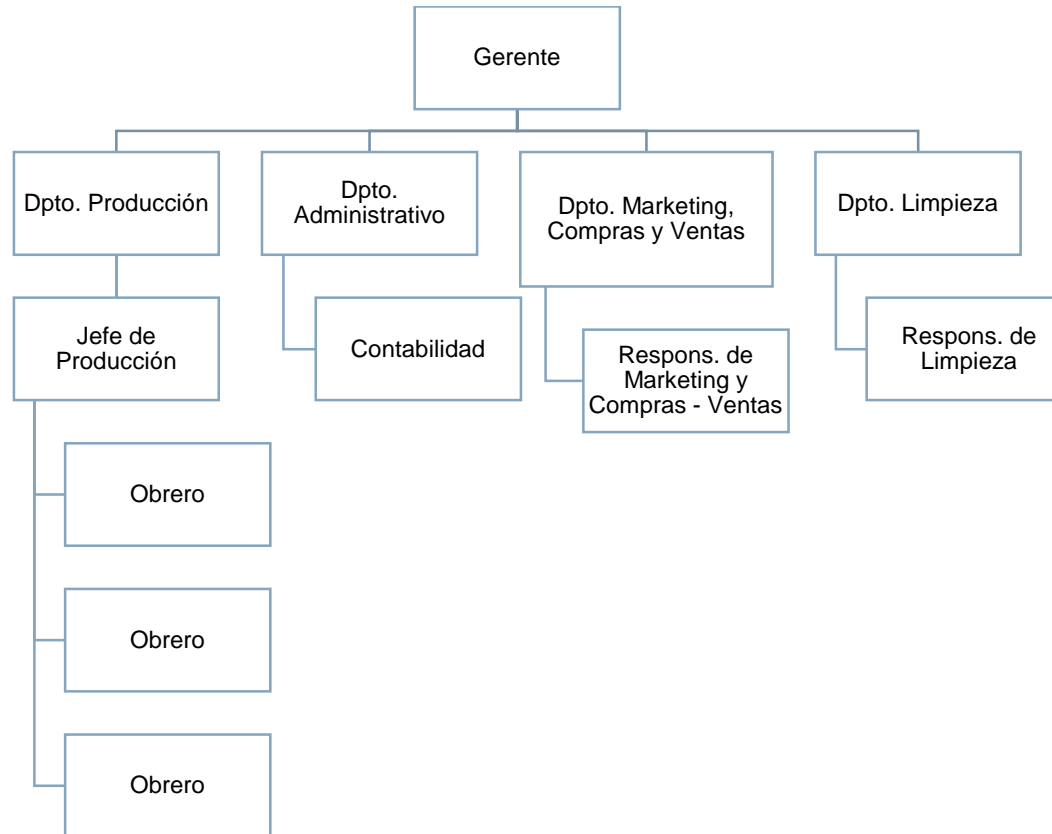 Gerente
Dpto. Producción
Dpto.
Administrativo
Dpto. Marketing,
Compras y Ventas
Dpto. Limpieza
Jefe de
Producción
Contabilidad
Respons. de
Marketing y
Compras - Ventas
Respons. de
Limpieza
Obrero
Obrero
Obrero